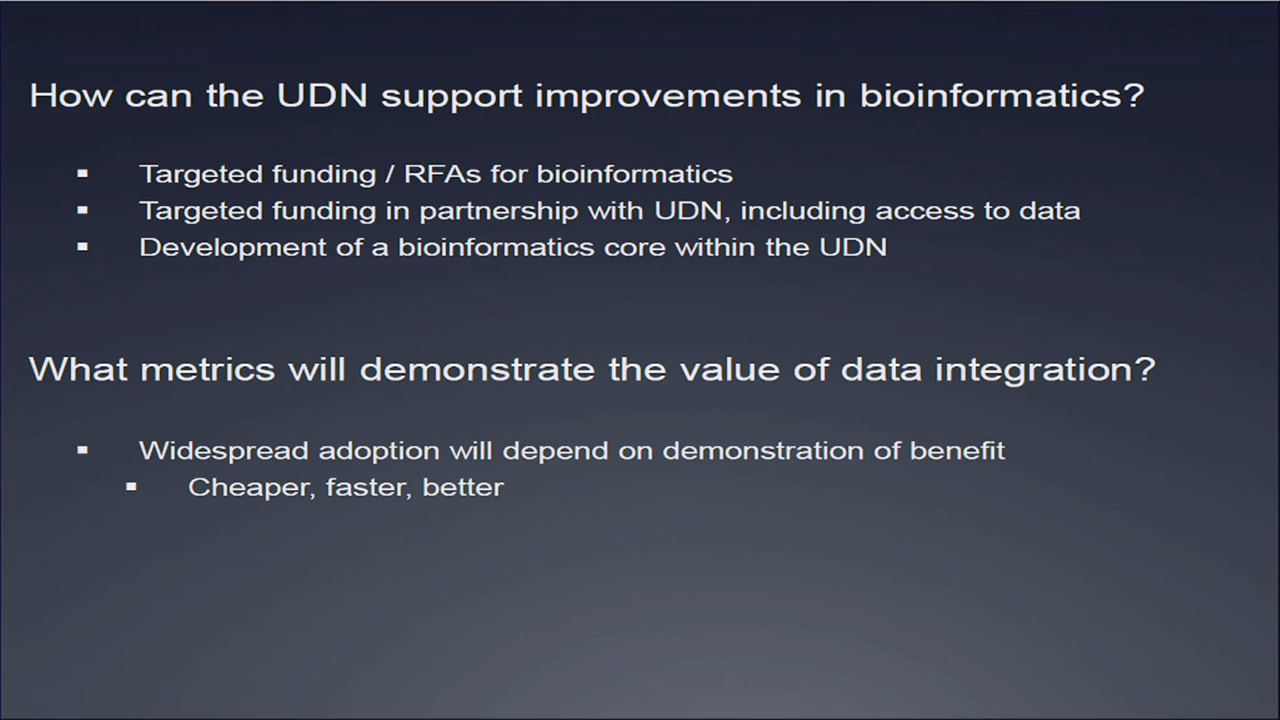 How can the UDN support improvements in bioinformatics?
▪ Targeted funding / RFAs for bioinformatics
▪ Targeted funding in partnership with UDN, including access to data
▪ Development of a bioinformatics core within the UDN
What metrics will demonstrate the value of data integration?
▪ Widespread adoption will depend on demonstration of benefit
▪ Cheaper, faster, better